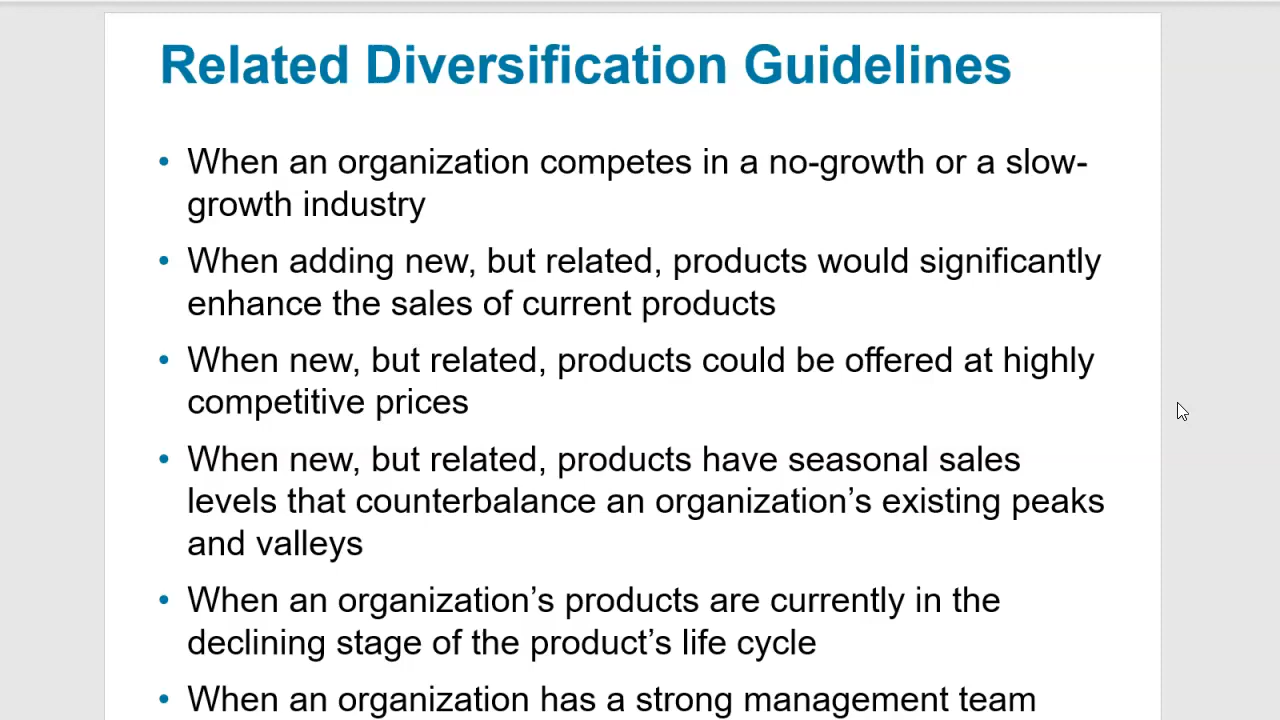 Related Diversification Guidelines
• When an organization competes in a no-growth or a slow-
growth industry
• When adding new, but related, products would significantly
enhance the sales of current products
• When new, but related, products could be offered at highly
competitive prices
• When new, but related, products have seasonal sales
levels that counterbalance an organization’s existing peaks
and valleys
• When an organization’s products are currently in the
declining stage of the product’s life cycle
• When an organization has a strong management team